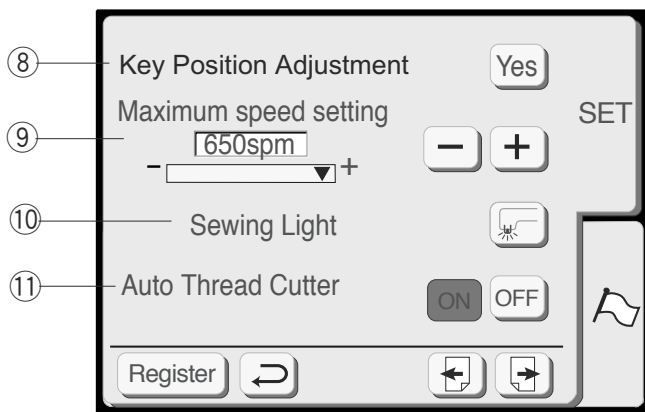 ⑧ Key Position Adjustment Yes
SET
Maximum speed setting
⑨ 650spm
- + − +
⑩ Sewing Light
⑪ Auto Thread Cutter ON OFF
Register